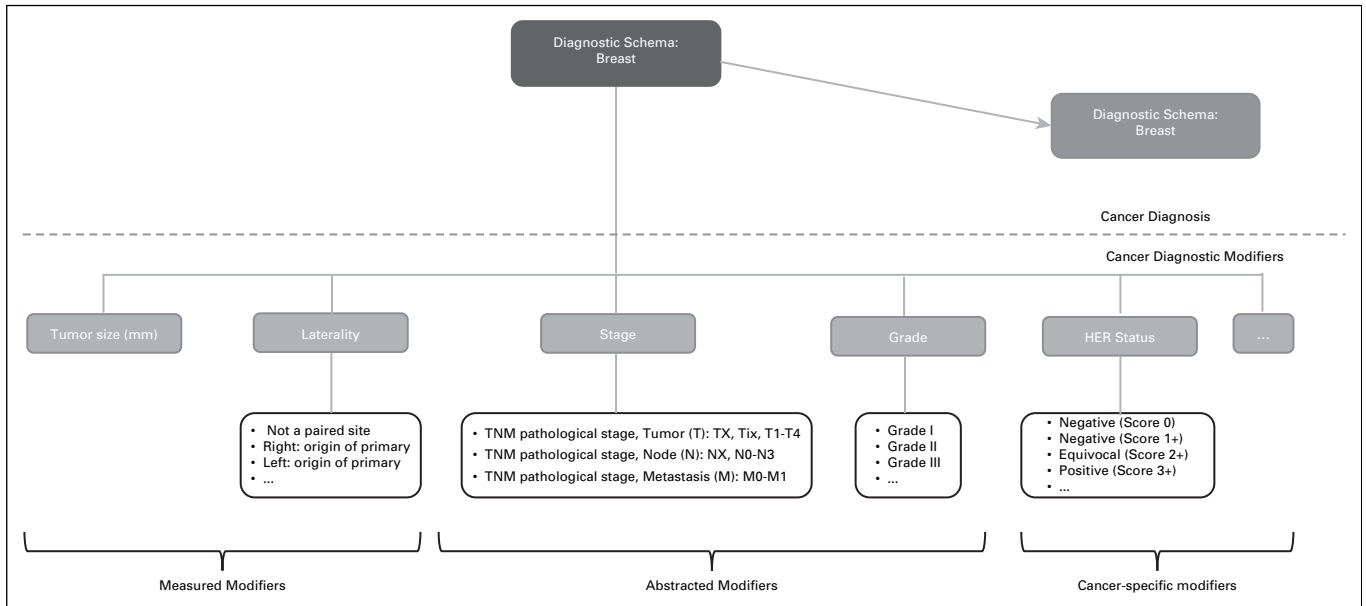 Diagnostic Schema:
Breast
Diagnostic Schema:
Breast
Cancer Diagnosis
Cancer Diagnostic Modifiers
Tumor size (mm)
Laterality
Stage
Grade
HER Status
...
• Not a paired site
• Right: origin of primary
• Left: origin of primary
• ...
• TNM pathological stage, Tumor (T): TX, Tix, T1-T4
• TNM pathological stage, Node (N): NX, N0-N3
• TNM pathological stage, Metastasis (M): M0-M1
• Grade I
• Grade II
• Grade III
• ...
• Negative (Score 0)
• Negative (Score 1+)
• Equivocal (Score 2+)
• Positive (Score 3+)
• ...
Measured Modifiers
Abstracted Modifiers
Cancer-specific modifiers